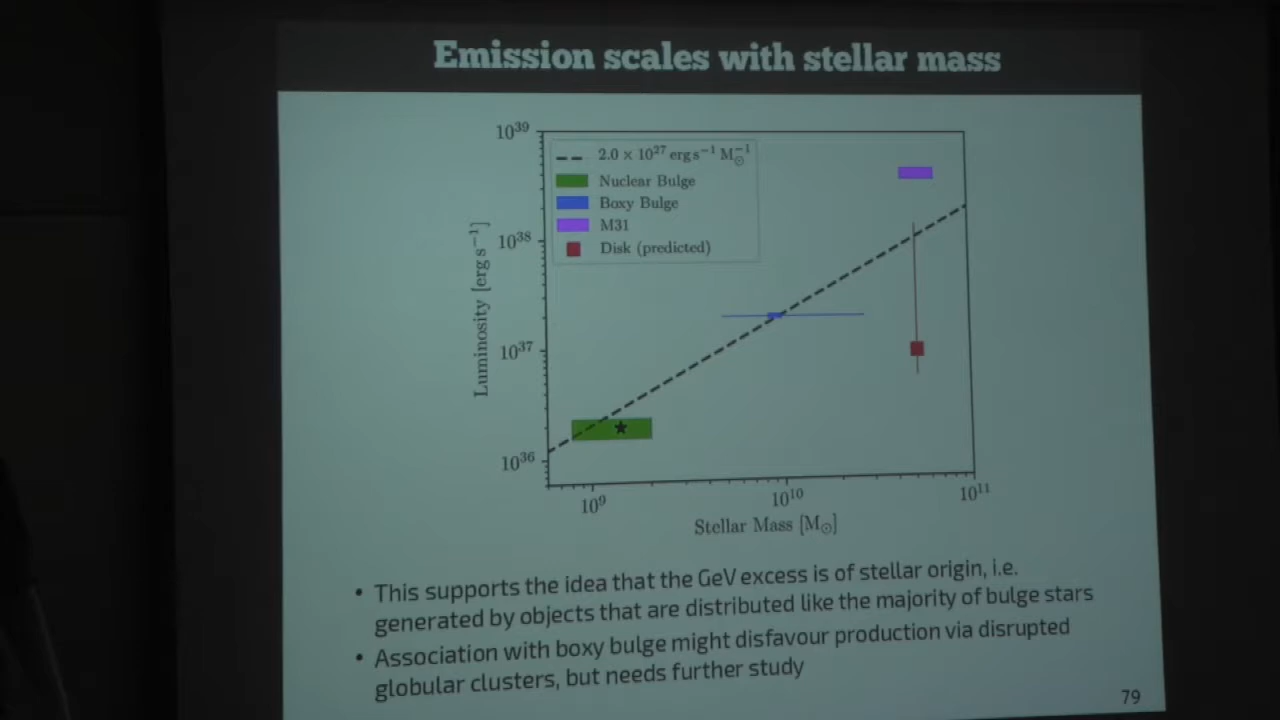 Emission scales with stellar mass
10^39
2.0 × 10^27 erg s^−1 M_⊙^−1
Nuclear Bulge
Boxy Bulge
M31
Disk (predicted)
10^38
10^37
10^36
Luminosity [erg s^−1]
10^9
10^10
10^11
Stellar Mass [M_⊙]
• This supports the idea that the GeV excess is of stellar origin, i.e.
generated by objects that are distributed like the majority of bulge stars
• Association with boxy bulge might disfavour production via disrupted
globular clusters, but needs further study
79